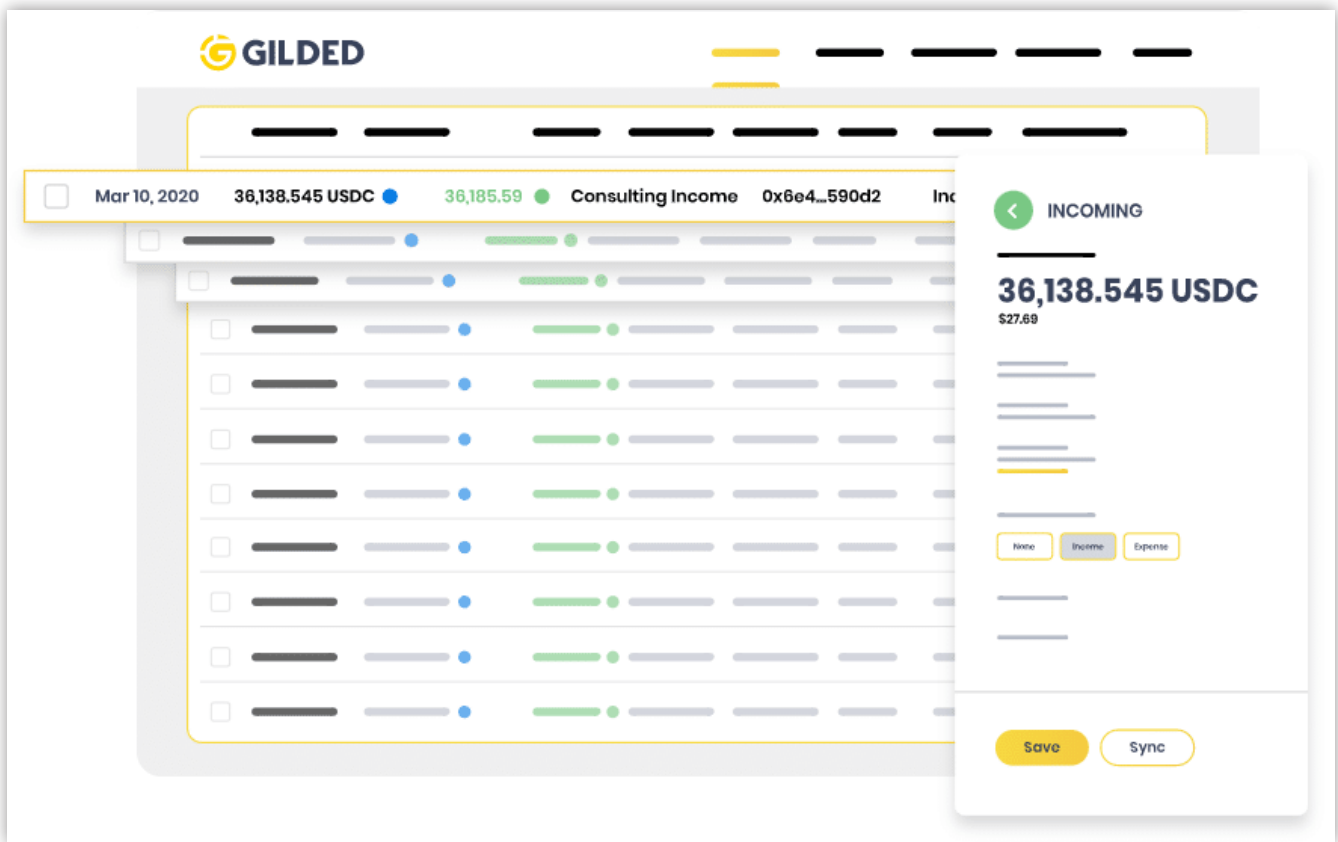 GILDED
Mar 10, 2020 36,138.545 USDC 36,185.59 Consulting Income 0x6e4...590d2 Inc
INCOMING
36,138.545 USDC
$27.69
None Income Expense
Save Sync